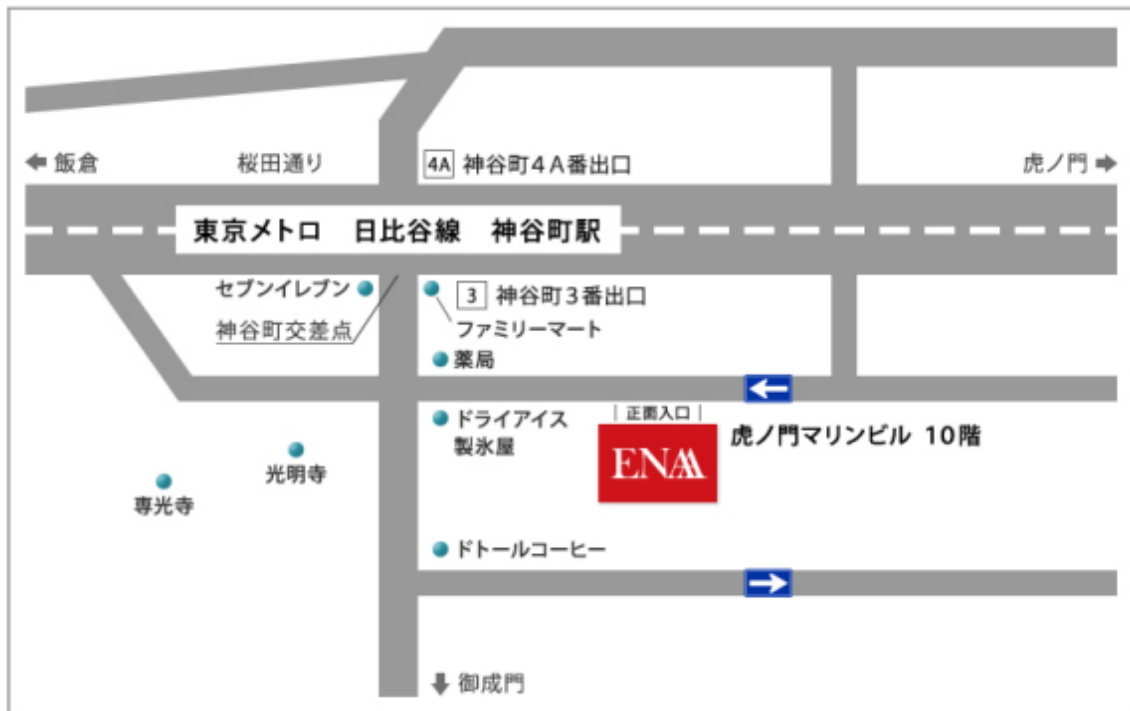 飯倉
桜田通り
4A 神谷町4A番出口
虎ノ門
東京メトロ 日比谷線 神谷町駅
セブンイレブン
3 神谷町3番出口
神谷町交差点
ファミリーマート
薬局
ドライアイス
製氷屋
正面入口
虎ノ門マリンビル 10階
ENAA
光明寺
専光寺
ドトールコーヒー
御成門